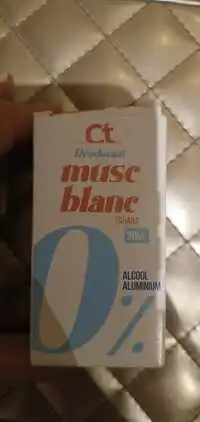 Ct
Déodorant
musc
blanc
0%
ALCOOL
ALUMINIUM